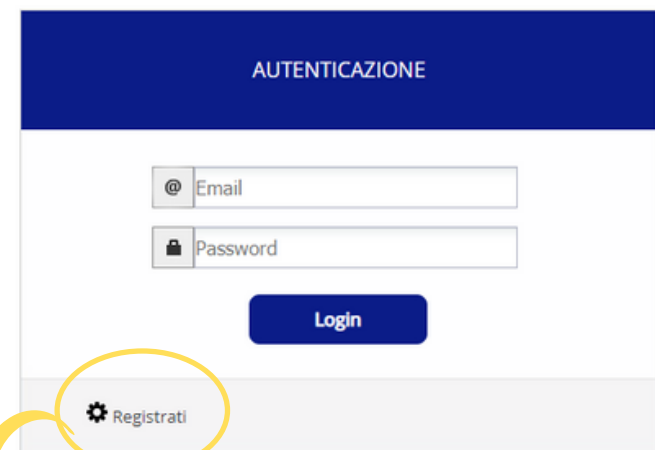 AUTENTICAZIONE
@ Email
Password
Login
Registrati